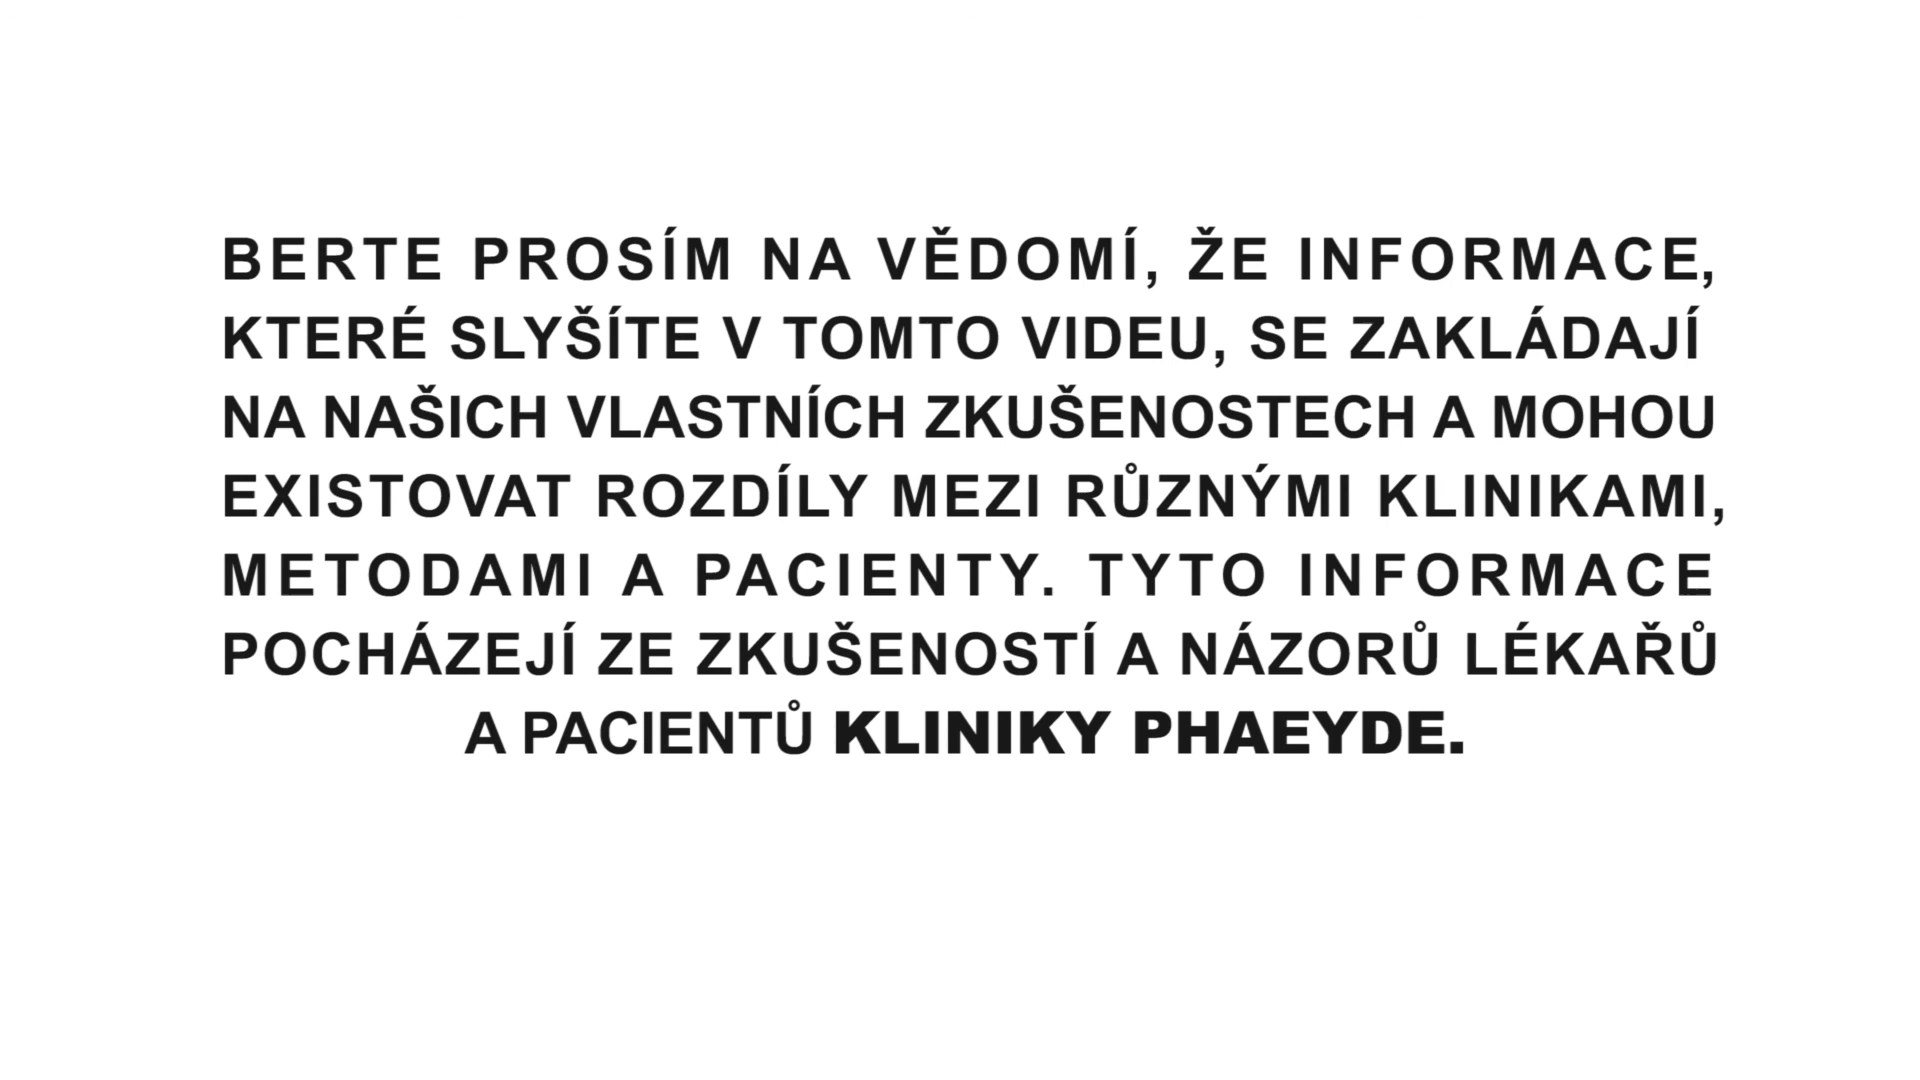 BERTE PROSÍM NA VĚDOMÍ, ŽE INFORMACE,
KTERÉ SLYŠÍTE V TOMTO VIDEU, SE ZAKLÁDAJÍ
NA NAŠICH VLASTNÍCH ZKUŠENOSTECH A MOHOU
EXISTOVAT ROZDÍLY MEZI RŮZNÝMI KLINIKAMI,
METODAMI A PACIENTY. TYTO INFORMACE
POCHÁZEJÍ ZE ZKUŠENOSTÍ A NÁZORŮ LÉKAŘŮ
A PACIENTŮ KLINIKY PHAEYDE.